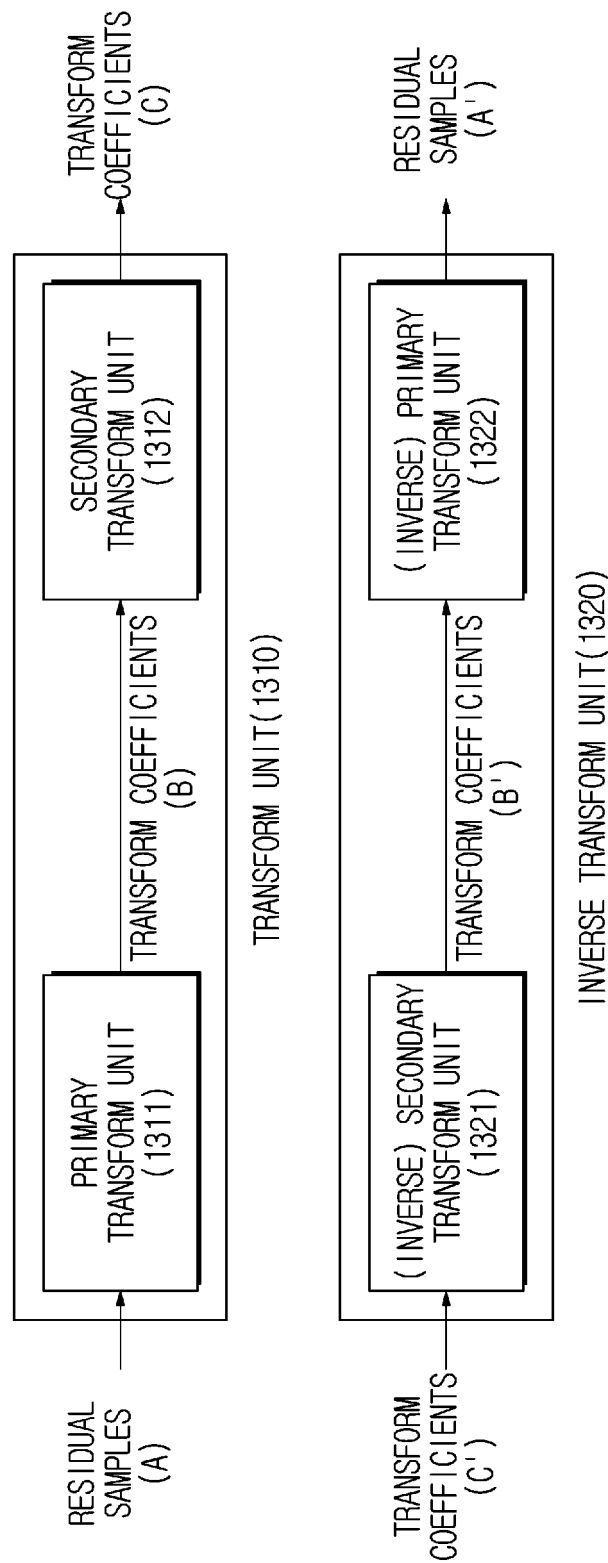 RESIDUAL
SAMPLES
(A)
PRIMARY
TRANSFORM UNIT
(1311)
TRANSFORM COEFFICIENTS
(B)
SECONDARY
TRANSFORM UNIT
(1312)
TRANSFORM
COEFFICIENTS
(C)
TRANSFORM UNIT(1310)
TRANSFORM
COEFFICIENTS
(C')
(INVERSE) SECONDARY
TRANSFORM UNIT
(1321)
TRANSFORM COEFFICIENTS
(B')
(INVERSE) PRIMARY
TRANSFORM UNIT
(1322)
RESIDUAL
SAMPLES
(A')
INVERSE TRANSFORM UNIT(1320)